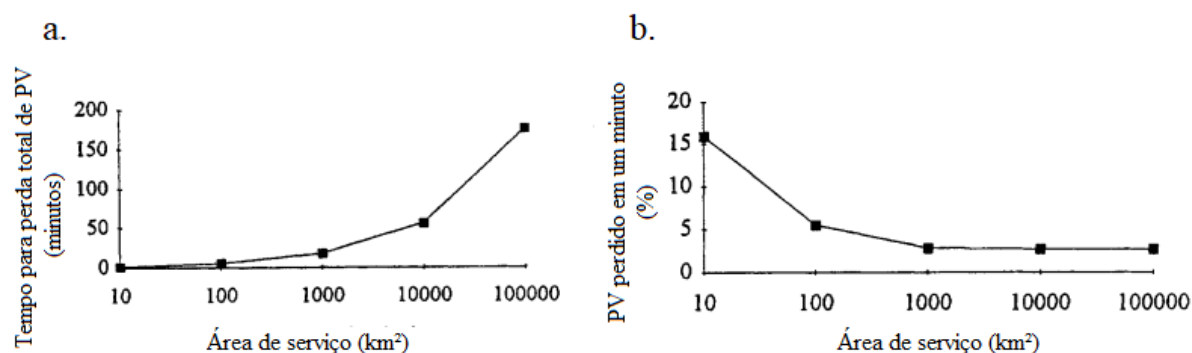 a.
Tempo para perda total de PV
(minutos)
200
150
100
50
0
10 100 1000 10000 100000
Área de serviço (km²)
b.
PV perdido em um minuto
(%)
20
15
10
5
0
10 100 1000 10000 100000
Área de serviço (km²)